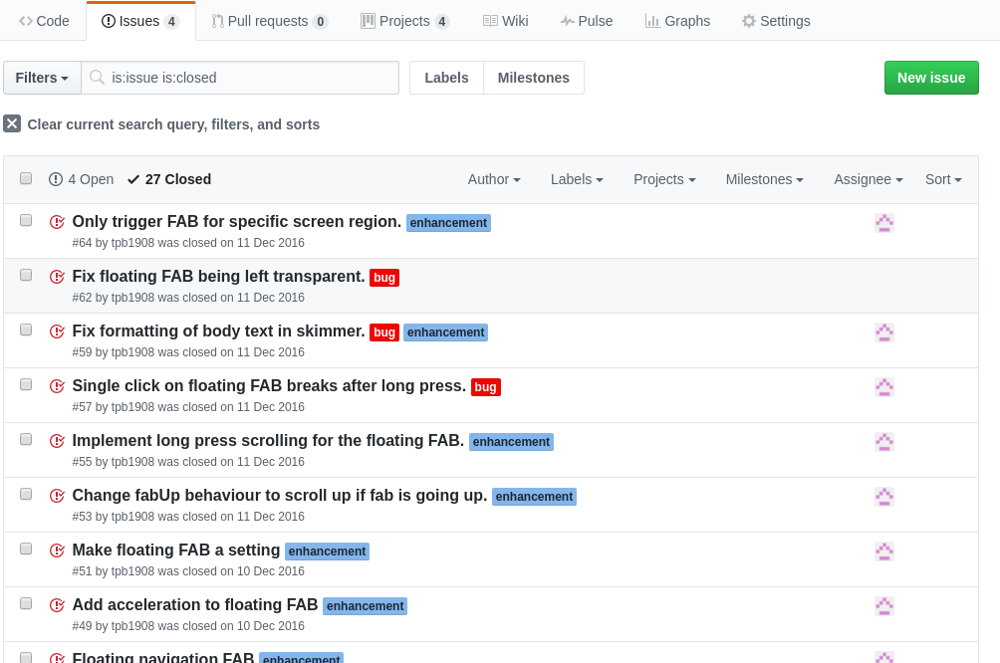 Code Issues 4 Pull requests 0 Projects 4 Wiki Pulse Graphs Settings
Filters is:issue is:closed Labels Milestones New issue
Clear current search query, filters, and sorts
4 Open 27 Closed Author Labels Projects Milestones Assignee Sort
Only trigger FAB for specific screen region. enhancement
#64 by tpb1908 was closed on 11 Dec 2016
Fix floating FAB being left transparent. bug
#62 by tpb1908 was closed on 11 Dec 2016
Fix formatting of body text in skimmer. bug enhancement
#59 by tpb1908 was closed on 11 Dec 2016
Single click on floating FAB breaks after long press. bug
#57 by tpb1908 was closed on 11 Dec 2016
Implement long press scrolling for the floating FAB. enhancement
#55 by tpb1908 was closed on 11 Dec 2016
Change fabUp behaviour to scroll up if fab is going up. enhancement
#53 by tpb1908 was closed on 11 Dec 2016
Make floating FAB a setting enhancement
#51 by tpb1908 was closed on 10 Dec 2016
Add acceleration to floating FAB enhancement
#49 by tpb1908 was closed on 10 Dec 2016
Floating navigation FAB enhancement